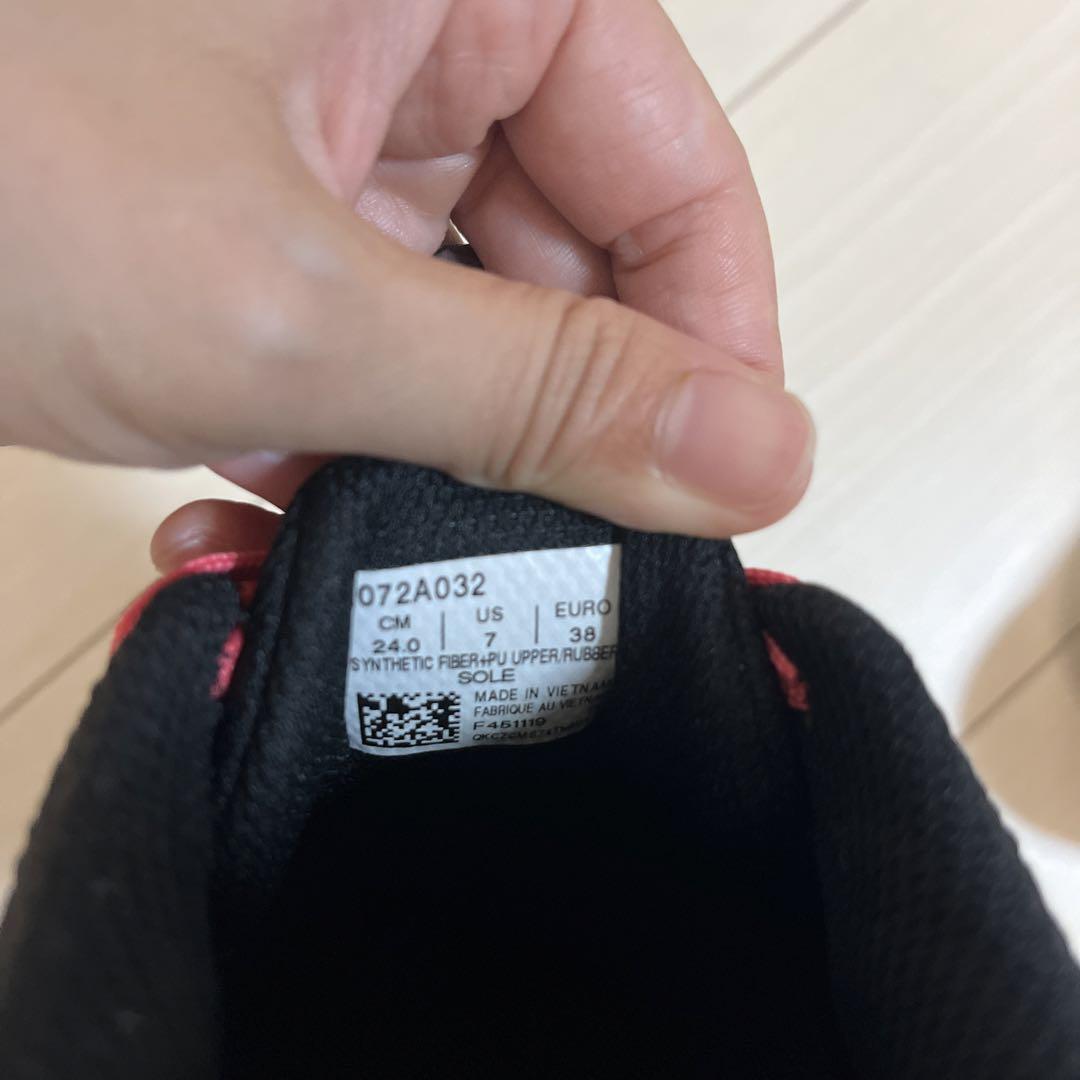 072A032
CM | US | EURO
24.0 | 7 | 38
SYNTHETIC FIBER+PU UPPER/RUBBER
SOLE
MADE IN VIETNAM
FABRIQUE AU
F451119